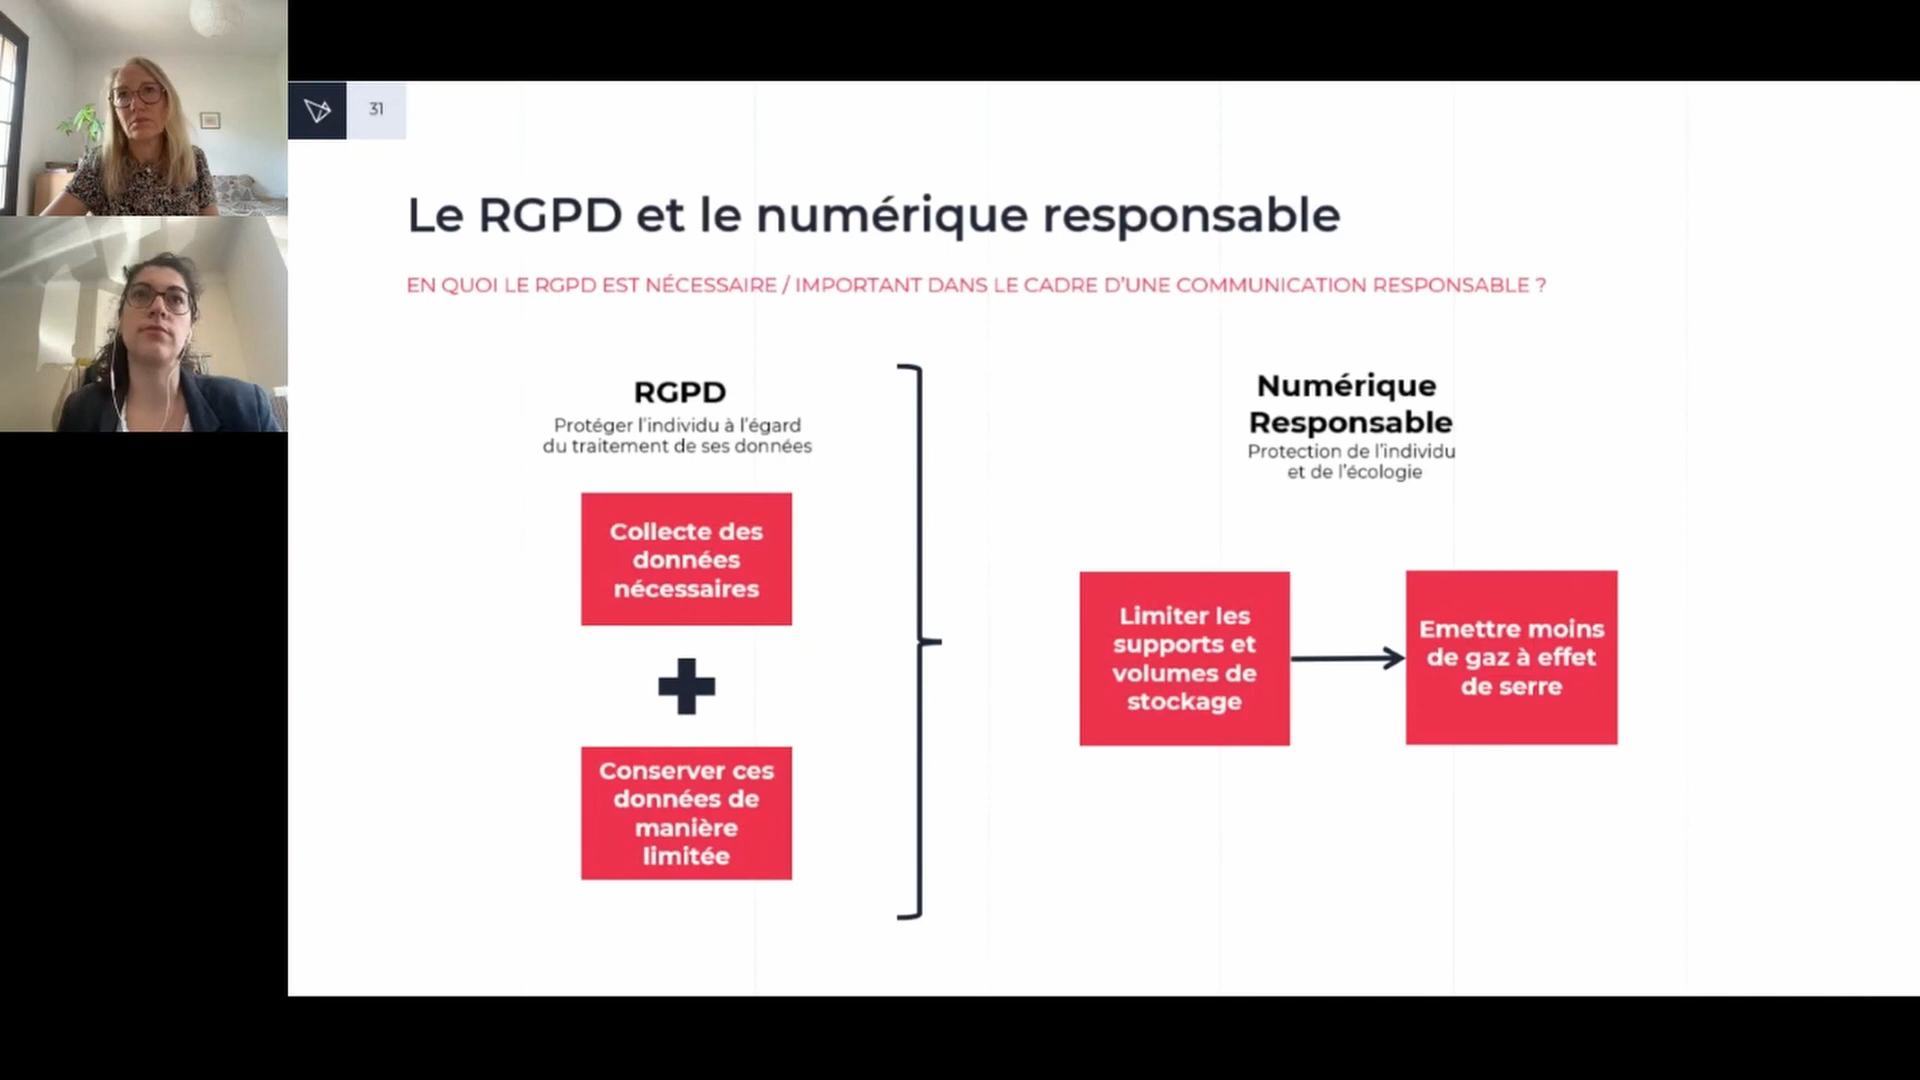 31
Le RGPD et le numérique responsable
EN QUOI LE RGPD EST NÉCESSAIRE / IMPORTANT DANS LE CADRE D'UNE COMMUNICATION RESPONSABLE ?
RGPD
Protéger l'individu à l'égard
du traitement de ses données
Collecte des
données
nécessaires
Conserver ces
données de
manière
limitée
Numérique
Responsable
Protection de l'individu
et de l'écologie
Limiter les
supports et
volumes de
stockage
Emettre moins
de gaz à effet
de serre